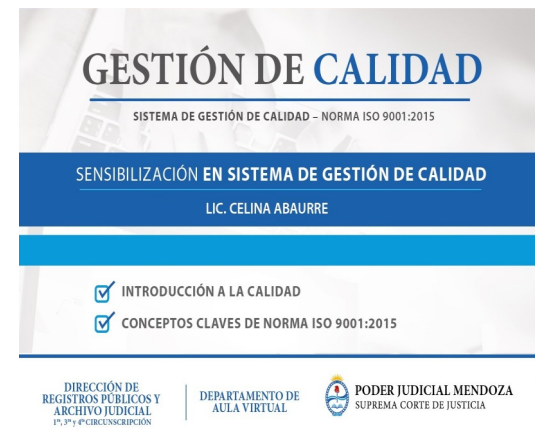 GESTIÓN DE CALIDAD
SISTEMA DE GESTIÓN DE CALIDAD – NORMA ISO 9001:2015
SENSIBILIZACIÓN EN SISTEMA DE GESTIÓN DE CALIDAD
LIC. CELINA ABAURRE
INTRODUCCIÓN A LA CALIDAD
CONCEPTOS CLAVES DE NORMA ISO 9001:2015
DIRECCIÓN DE
REGISTROS PÚBLICOS Y
ARCHIVO JUDICIAL
1ra, 3ra y 4ta CIRCUNSCRIPCIÓN
DEPARTAMENTO DE
AULA VIRTUAL
PODER JUDICIAL MENDOZA
SUPREMA CORTE DE JUSTICIA